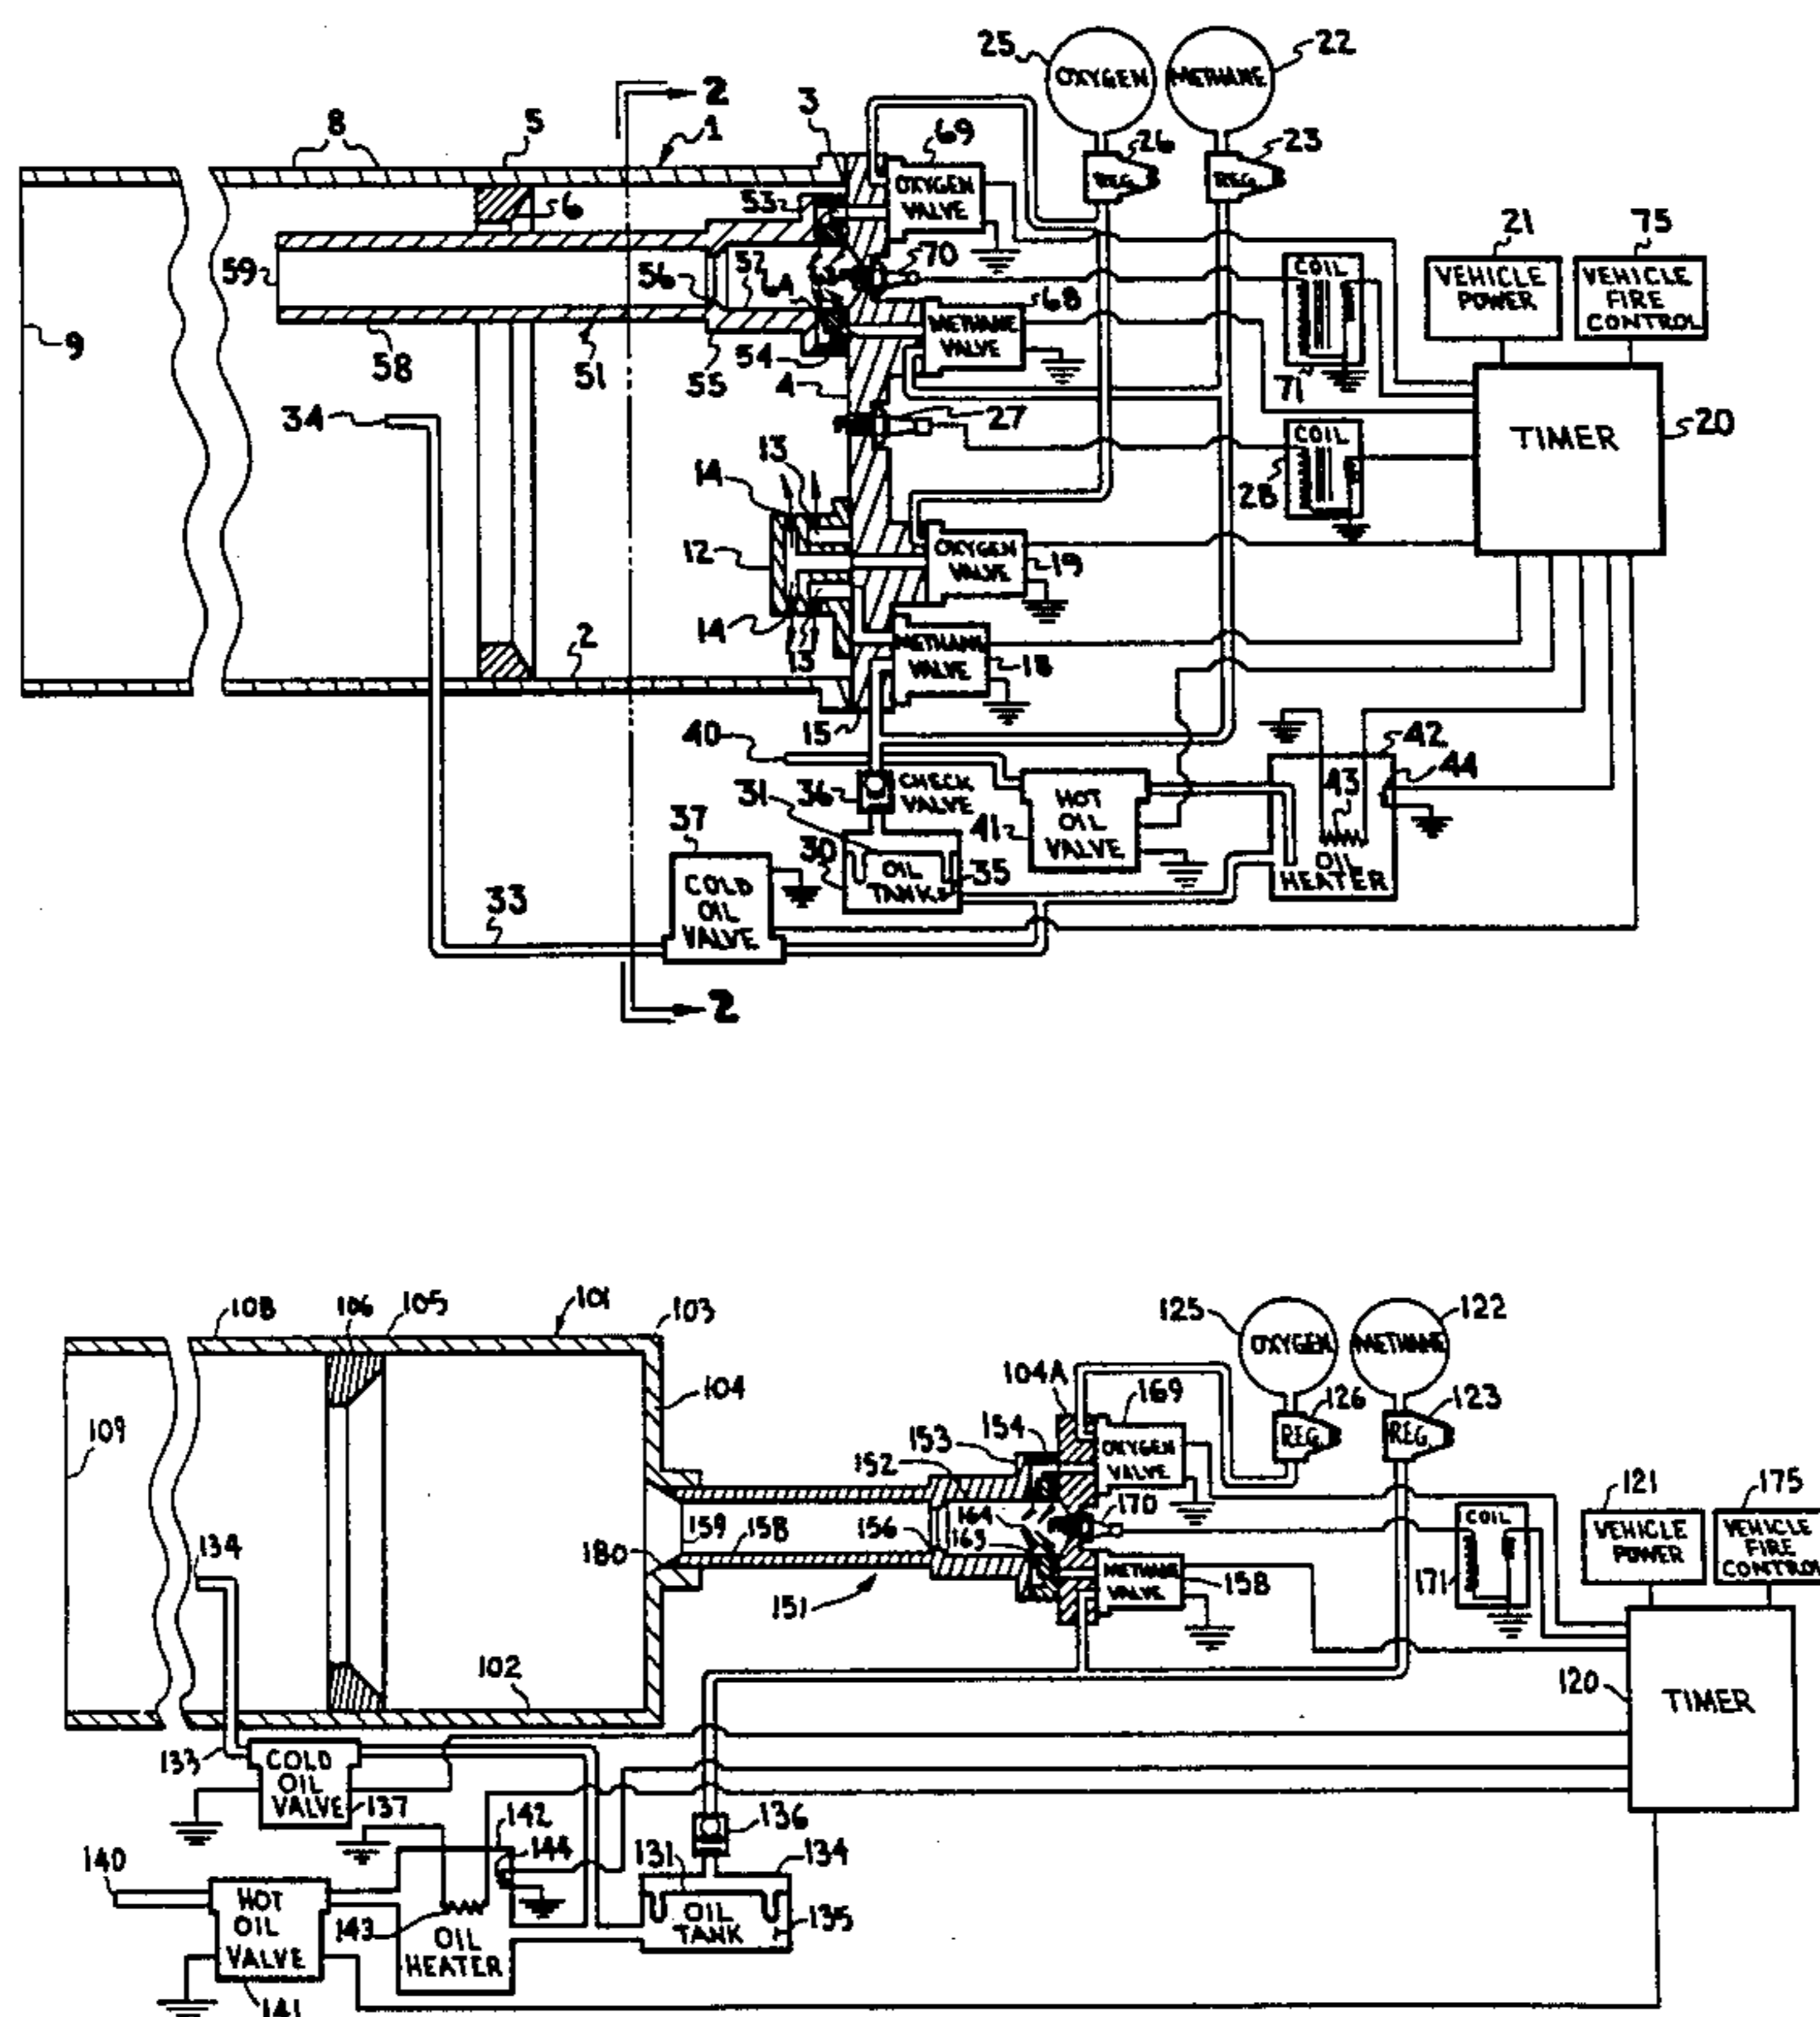 25
OXYGEN
METHANE
22
2
3
8
5
1
69
26
23
REG.
REG.
OXYGEN
VALVE
53
6
21
75
59
56
52
64
63
70
COIL
VEHICLE
POWER
VEHICLE
FIRE
CONTROL
68
METHANE
VALVE
9
58
51
55
54
4
71
34
27
COIL
TIMER
20
14
13
28
12
OXYGEN
VALVE
19
14
13
2
METHANE
VALVE
18
15
40
42
44
43
31
36
CHECK
VALVE
HOT
OIL
VALVE
41
37
30
OIL
TANK
35
OIL
HEATER
COLD
OIL
VALVE
33
2
108
106
105
101
103
125
OXYGEN
METHANE
122
104A
169
126
123
104
REG.
REG.
109
154
153
152
OXYGEN
VALVE
121
175
170
COIL
VEHICLE
POWER
VEHICLE
FIRE
CONTROL
134
159
158
156
164
163
180
METHANE
VALVE
158
171
151
102
120
TIMER
133
COLD
OIL
VALVE
137
142
136
144
131
134
140
HOT
OIL
VALVE
143
OIL
HEATER
OIL
TANK
135
141